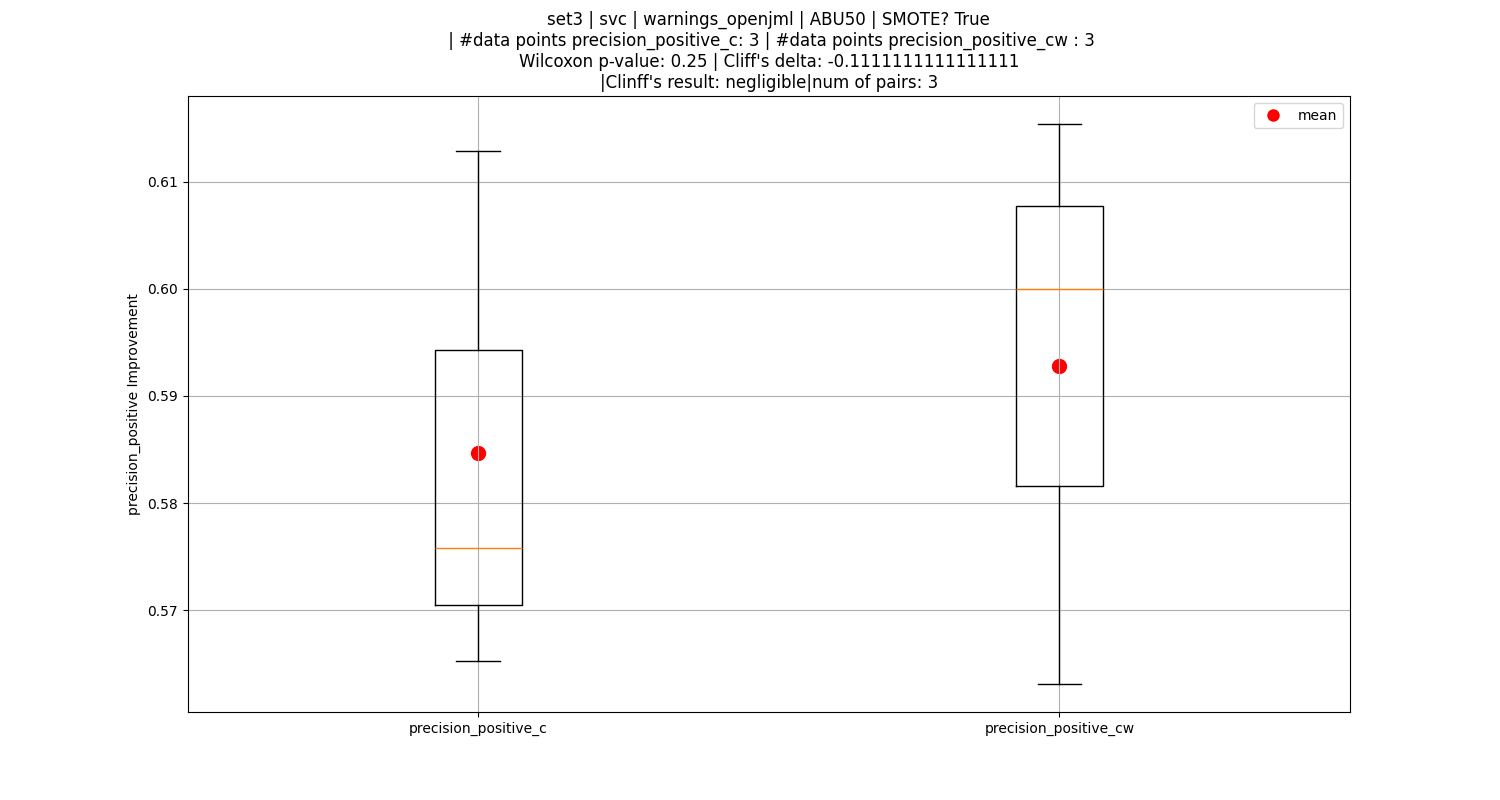 set3 | svc | warnings_openjml | ABU50 | SMOTE? True
| #data points precision_positive_c: 3 | #data points precision_positive_cw : 3
Wilcoxon p-value: 0.25 | Cliff's delta: -0.1111111111111111
|Clinff's result: negligible|num of pairs: 3
mean
0.61
0.60
0.59
0.58
0.57
precision_positive Improvement
precision_positive_c
precision_positive_cw